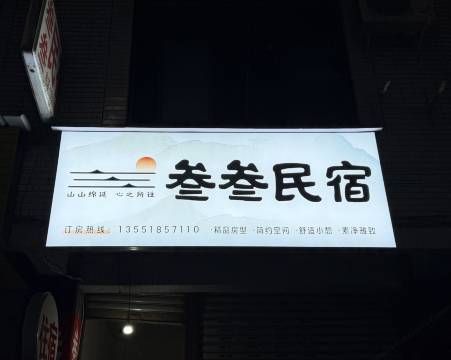 叁叁民宿
山山绵延 心之所往
订房热线: 13551857110 ·精品房型 ·简约空间 ·舒适小憩 ·素净雅致